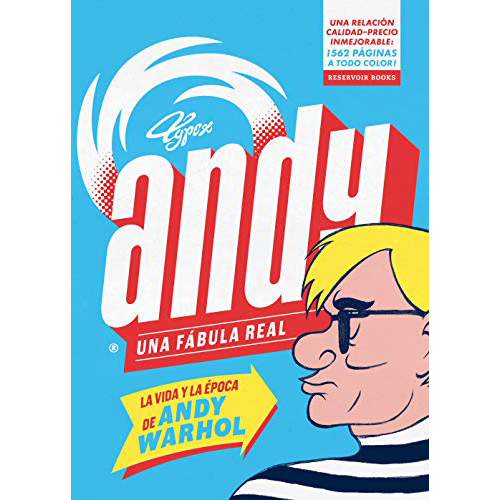 UNA RELACIÓN
CALIDAD-PRECIO
INMEJORABLE:
¡562 PÁGINAS
A TODO COLOR!
RESERVOIR BOOKS
Typex
andy
® UNA FÁBULA REAL
LA VIDA Y LA ÉPOCA
DE ANDY
WARHOL